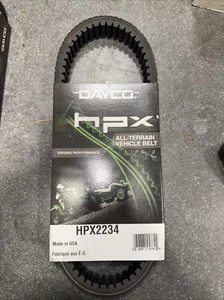 DAYCO
hpx
ALL-TERRAIN
VEHICLE BELT
DRIVING PERFORMANCE
HPX2234
Made in USA
Fabriqué aux É.U.